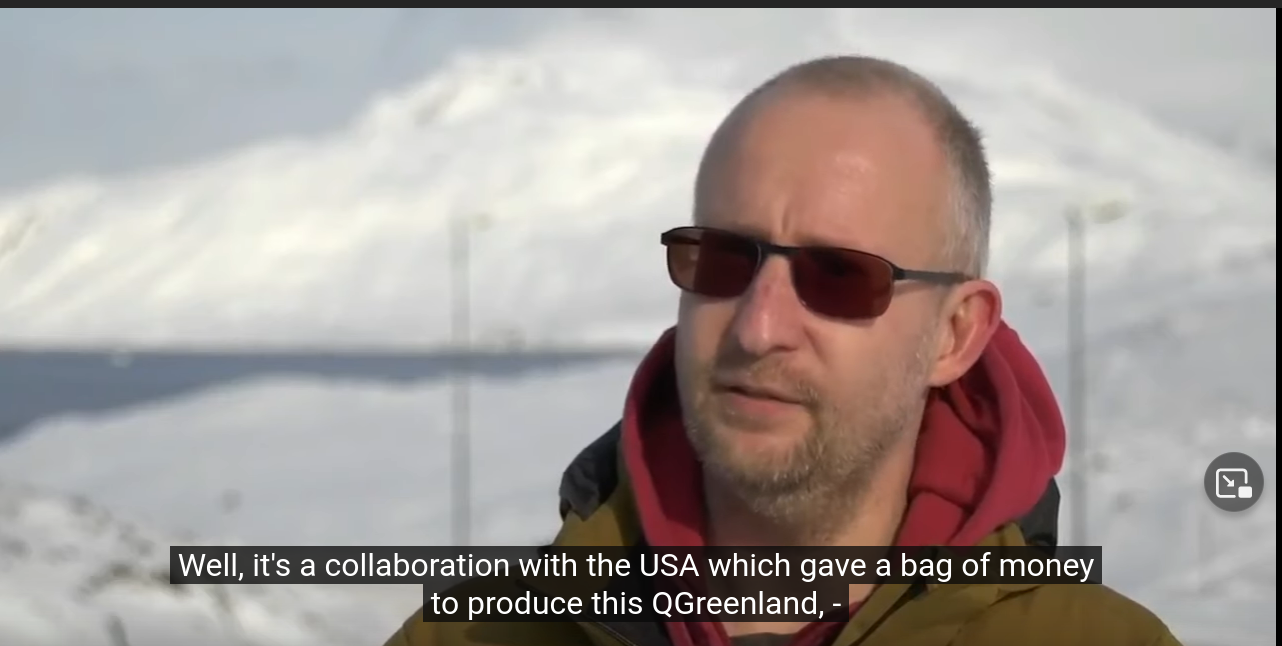 Well, it's a collaboration with the USA which gave a bag of money
to produce this QGreenland, -